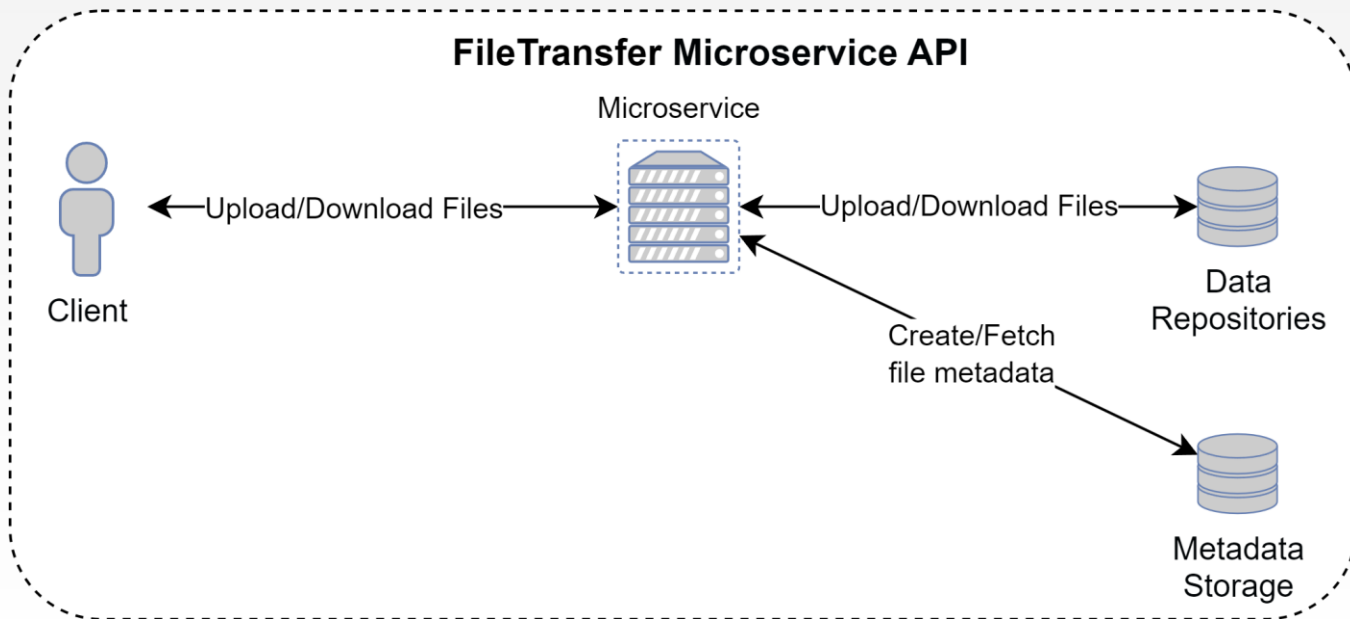 FileTransfer Microservice API
Microservice
Upload/Download Files
Upload/Download Files
Client
Data
Repositories
Create/Fetch
file metadata
Metadata
Storage